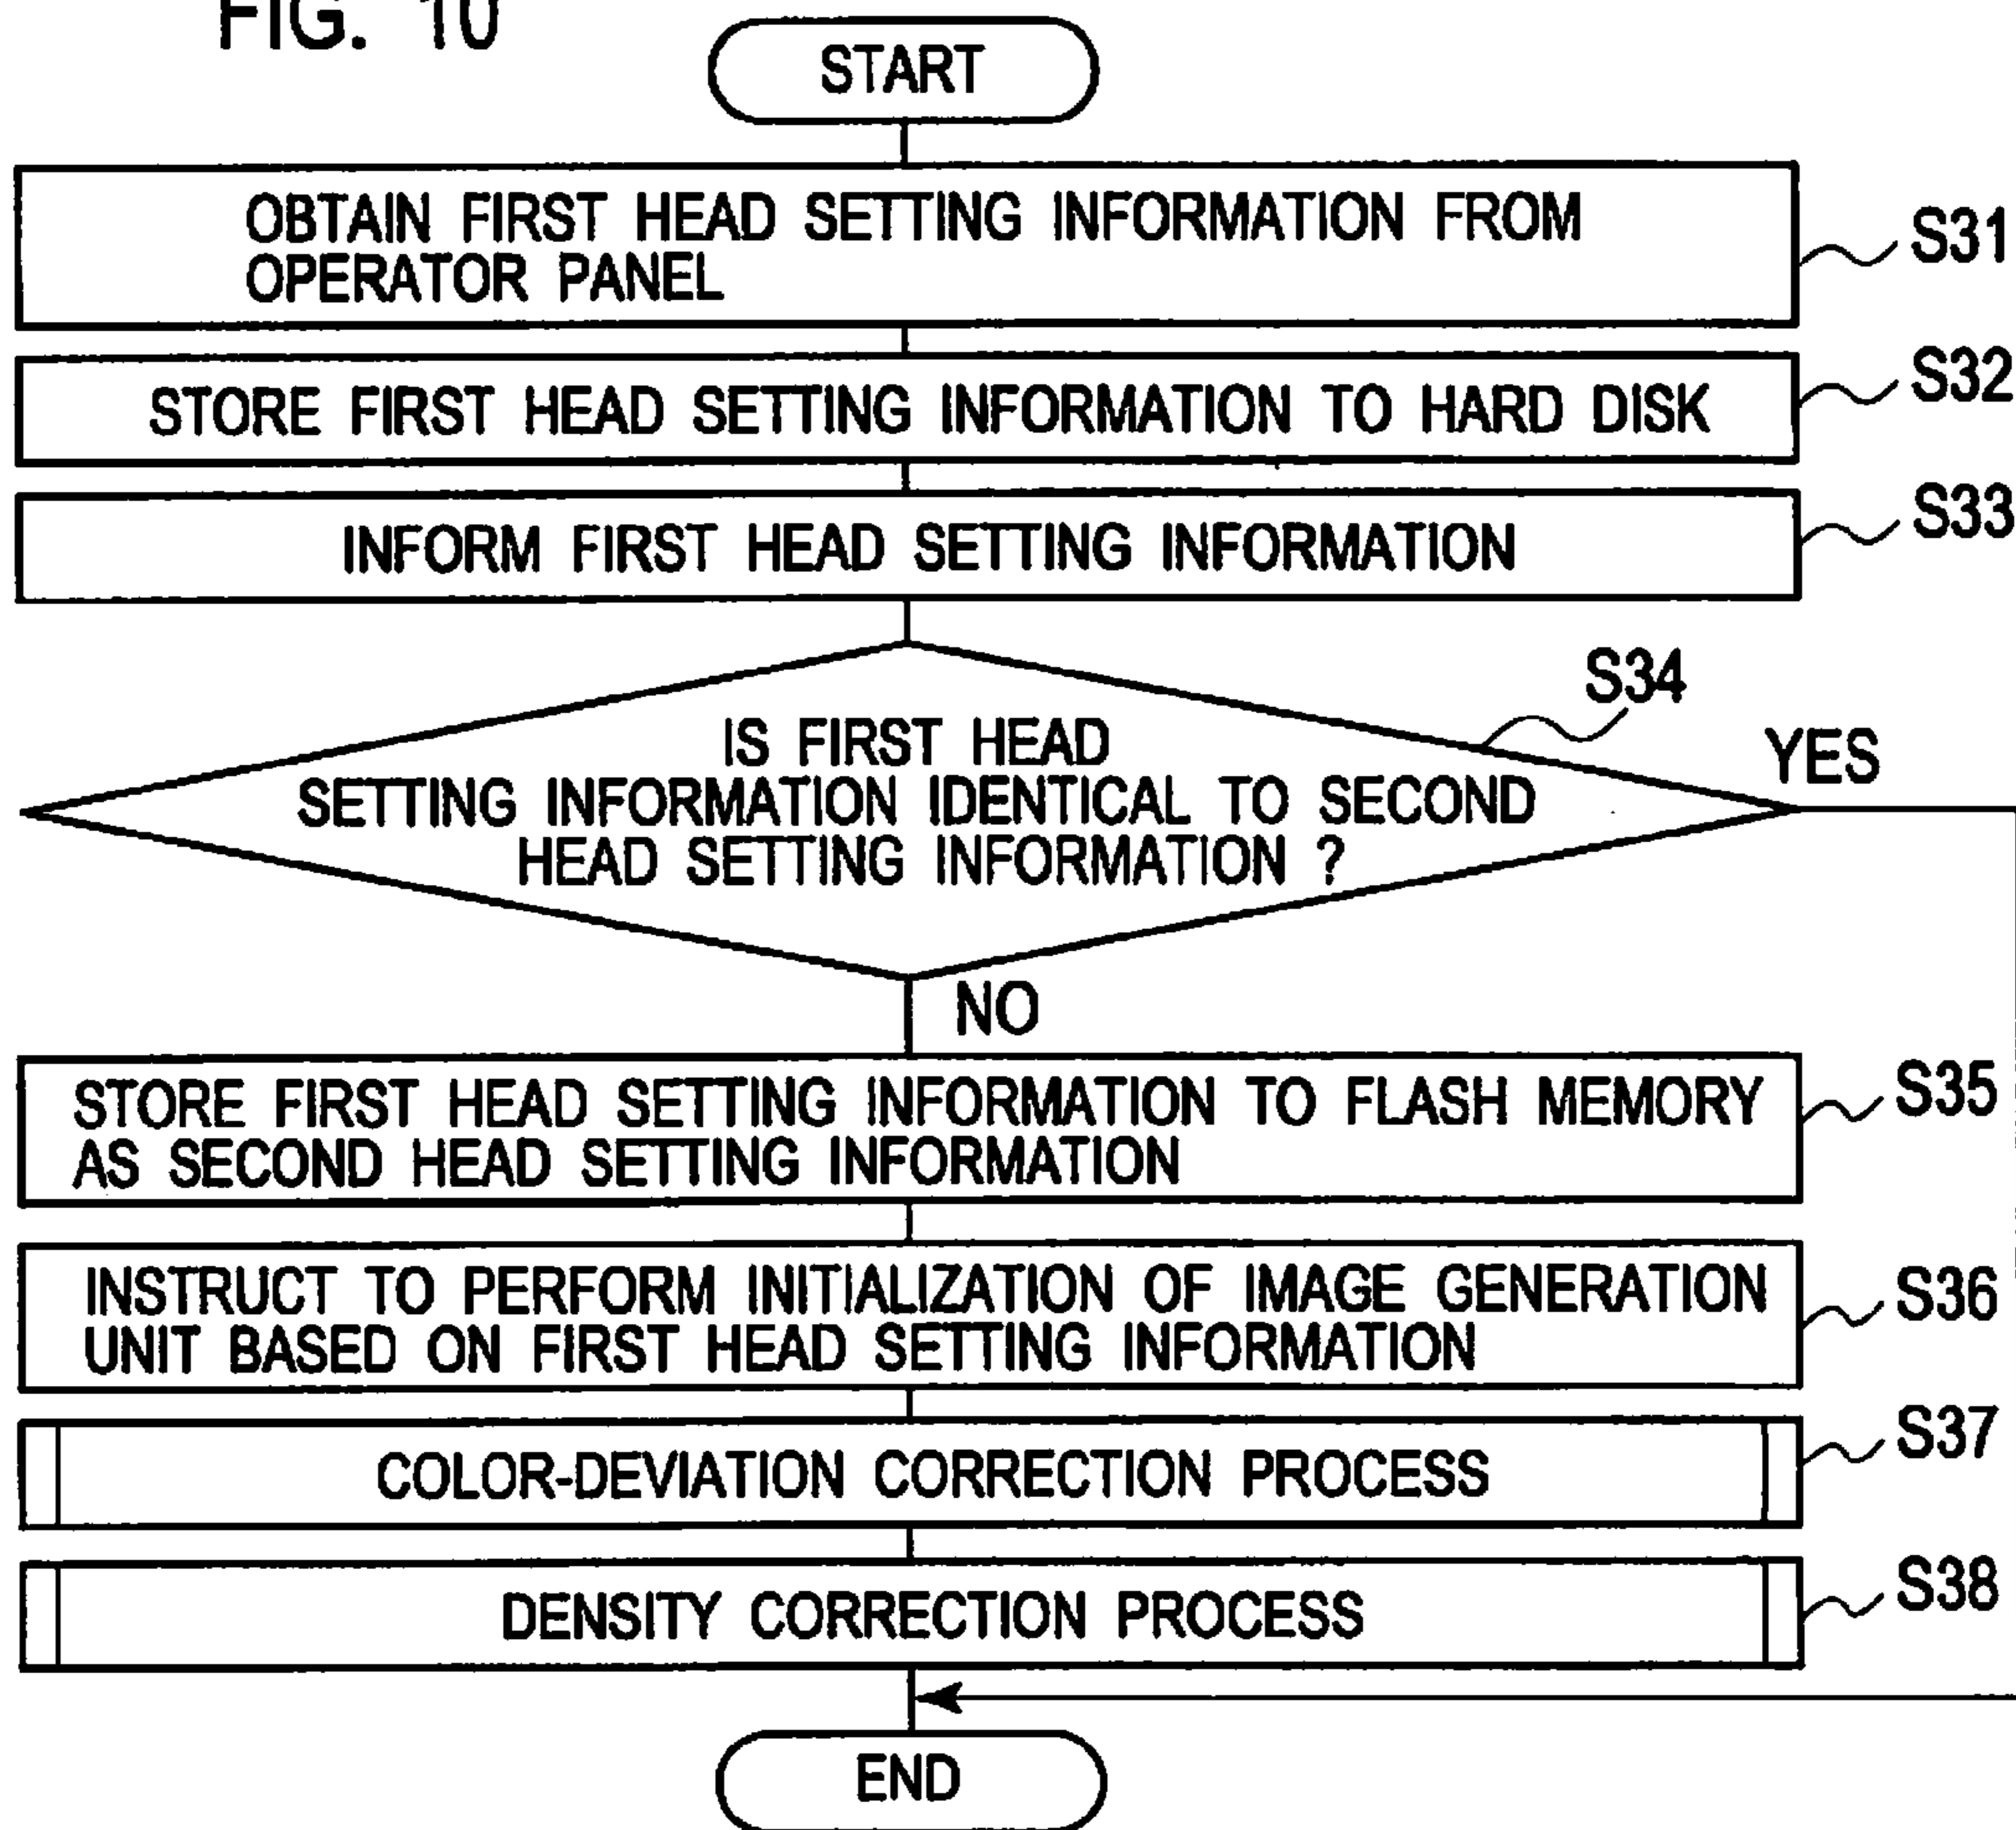 FIG. 10
START
OBTAIN FIRST HEAD SETTING INFORMATION FROM
OPERATOR PANEL
S31
STORE FIRST HEAD SETTING INFORMATION TO HARD DISK
S32
INFORM FIRST HEAD SETTING INFORMATION
S33
S34
IS FIRST HEAD
SETTING INFORMATION IDENTICAL TO SECOND
HEAD SETTING INFORMATION ?
YES
NO
STORE FIRST HEAD SETTING INFORMATION TO FLASH MEMORY
AS SECOND HEAD SETTING INFORMATION
S35
INSTRUCT TO PERFORM INITIALIZATION OF IMAGE GENERATION
UNIT BASED ON FIRST HEAD SETTING INFORMATION
S36
COLOR-DEVIATION CORRECTION PROCESS
S37
DENSITY CORRECTION PROCESS
S38
END